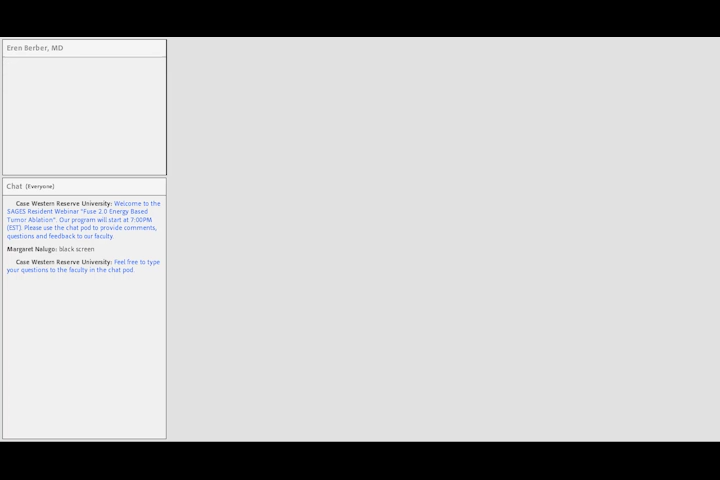 Eren Berber, MD
Chat (Everyone)
Case Western Reserve University: Welcome to the
SAGES Resident Webinar "Fuse 2.0 Energy Based
Tumor Ablation". Our program will start at 7:00PM
(EST). Please use the chat pod to provide comments,
questions and feedback to our faculty.
Margaret Nalugo: black screen
Case Western Reserve University: Feel free to type
your questions to the faculty in the chat pod.